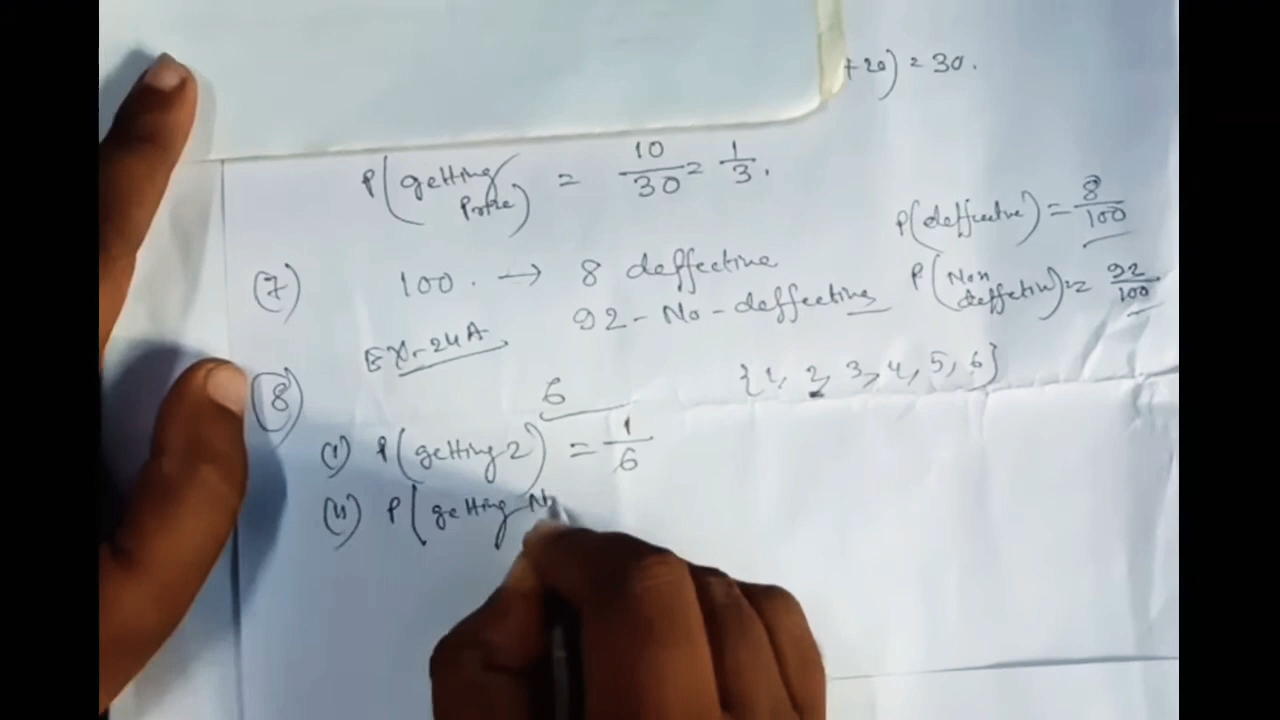 + 20) = 30.
P(getting Prize) = 10/30 = 1/3.
P(deffective) = 8/100
(7) 100. → 8 deffective
92 - No - deffective
P(Non deffetiv) = 92/100
EX - 24A
(8) 6 {1, 2, 3, 4, 5, 6}
(i) P(getting 2) = 1/6
(ii) P(getting